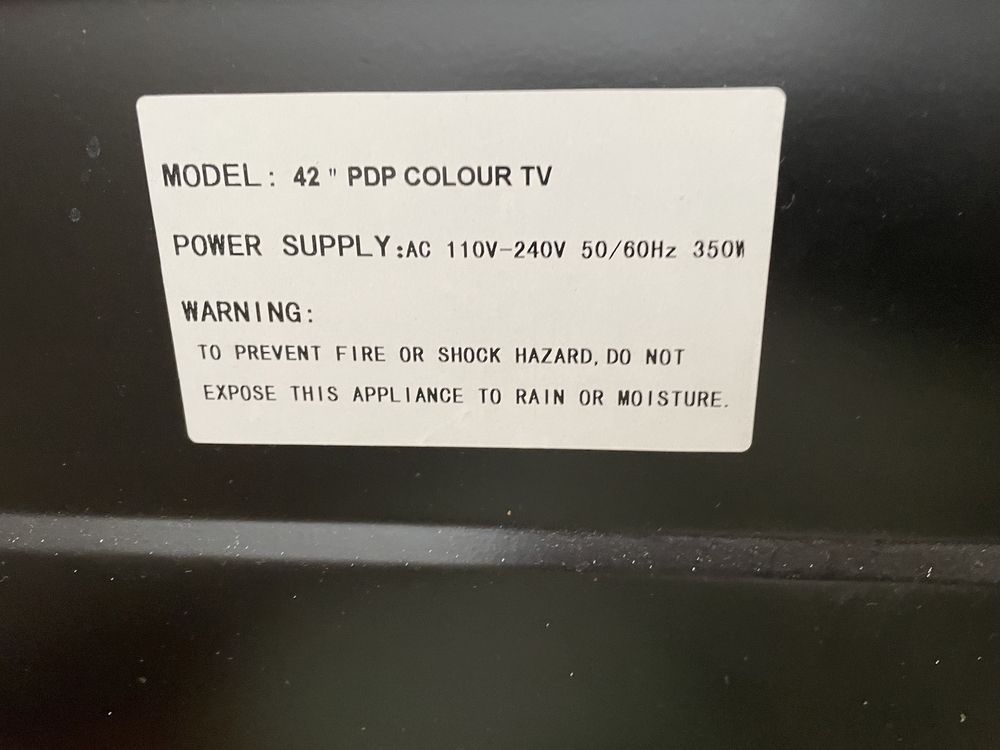 MODEL: 42" PDP COLOUR TV
POWER SUPPLY:AC 110V-240V 50/60Hz 350W
WARNING:
TO PREVENT FIRE OR SHOCK HAZARD, DO NOT
EXPOSE THIS APPLIANCE TO RAIN OR MOISTURE.